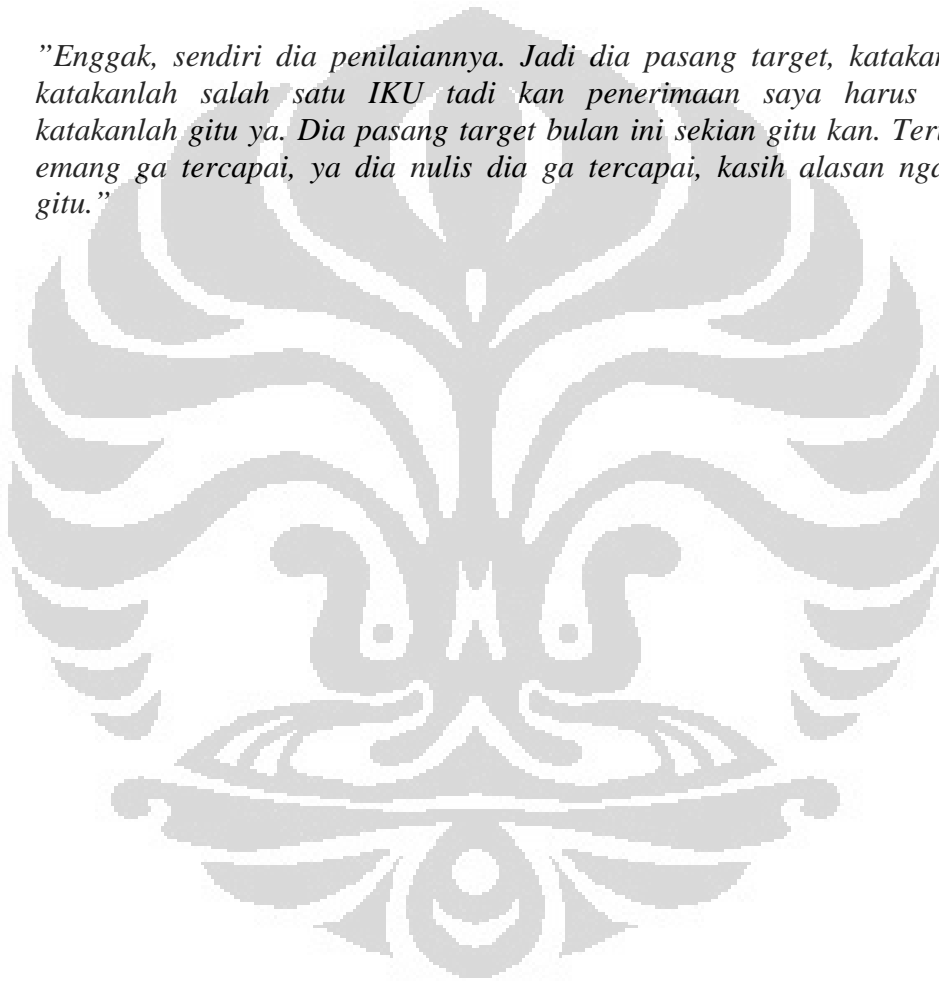 ”Enggak, sendiri dia penilaiannya. Jadi dia pasang target,
katakanlah salah satu IKU tadi kan penerimaan saya harus
katakanlah gitu ya. Dia pasang target bulan ini sekian gitu kan.
emang ga tercapai, ya dia nulis dia ga tercapai, kasih alasan
gitu.”